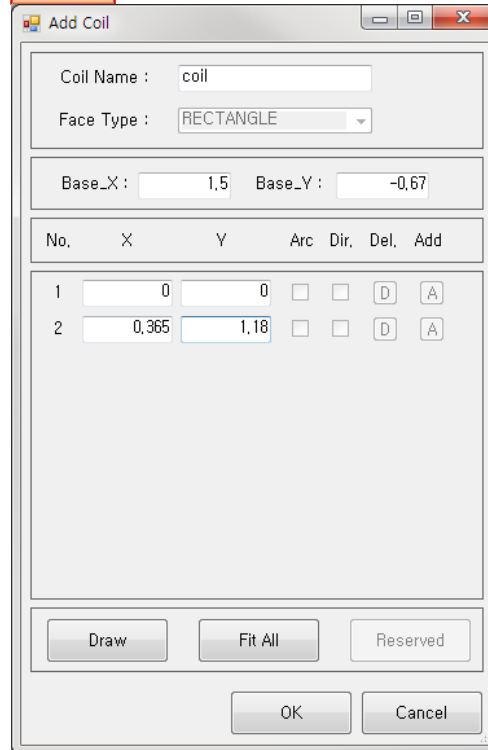 Add Coil
Coil Name : coil
Face Type : RECTANGLE
Base_X : 1.5 Base_Y : -0.67
No. X Y Arc Dir. Del. Add
1 0 0 D A
2 0.365 1.18 D A
Draw Fit All Reserved
OK Cancel